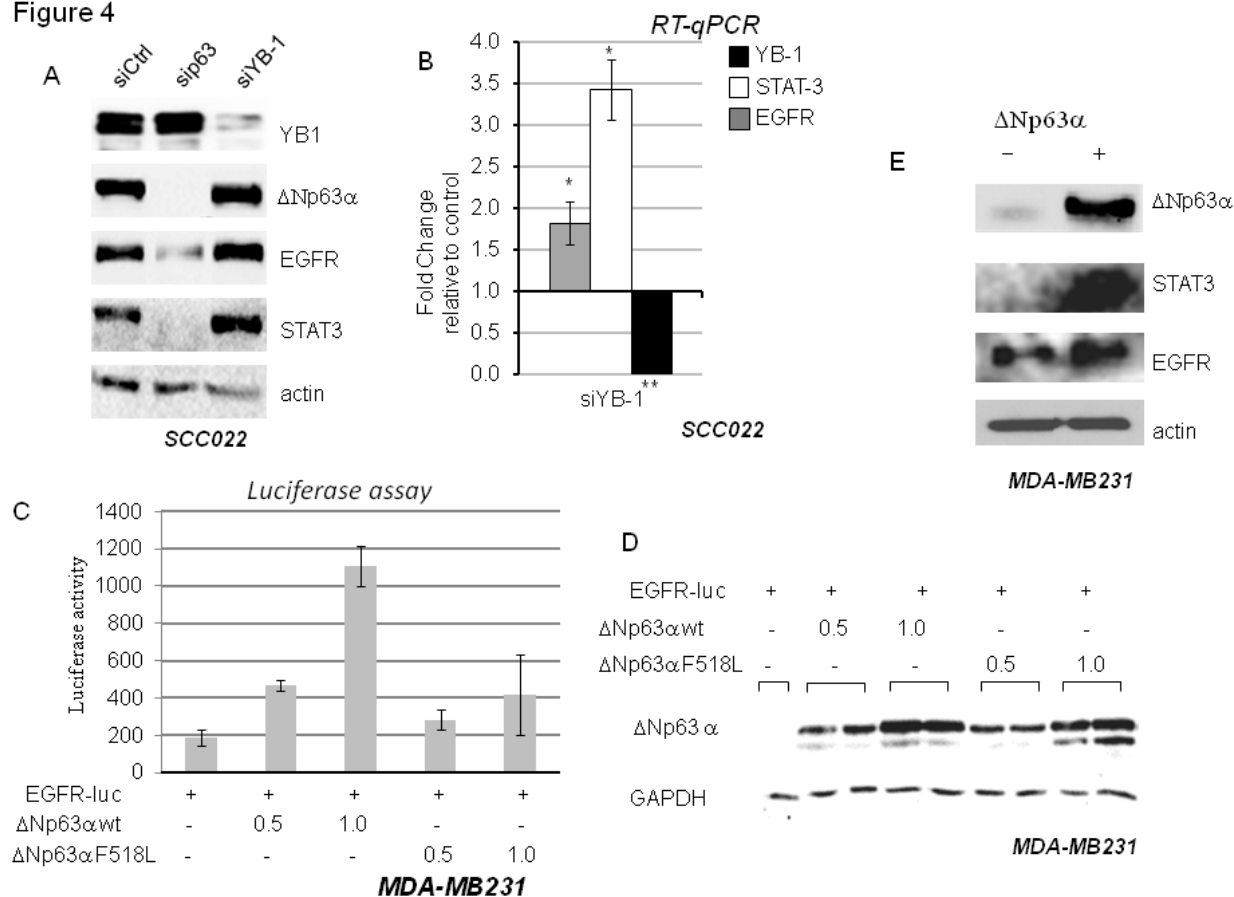 Figure 4
A
siCtrl sip63 siYB-1
YB1
ΔNp63α
EGFR
STAT3
actin
SCC022
B
RT-qPCR
YB-1
STAT-3
EGFR
Fold Change
relative to control
4.0
3.5
3.0
2.5
2.0
1.5
1.0
0.5
0.0
*
*
**
siYB-1
SCC022
E
ΔNp63α
– +
ΔNp63α
STAT3
EGFR
actin
MDA-MB231
C
Luciferase assay
Luciferase activity
1400
1200
1000
800
600
400
200
0
EGFR-luc + + + + +
ΔNp63αwt - 0.5 1.0 - -
ΔNp63αF518L - - - 0.5 1.0
MDA-MB231
D
EGFR-luc + + + + +
ΔNp63αwt - 0.5 1.0 - -
ΔNp63αF518L - - - 0.5 1.0
ΔNp63 α
GAPDH
MDA-MB231